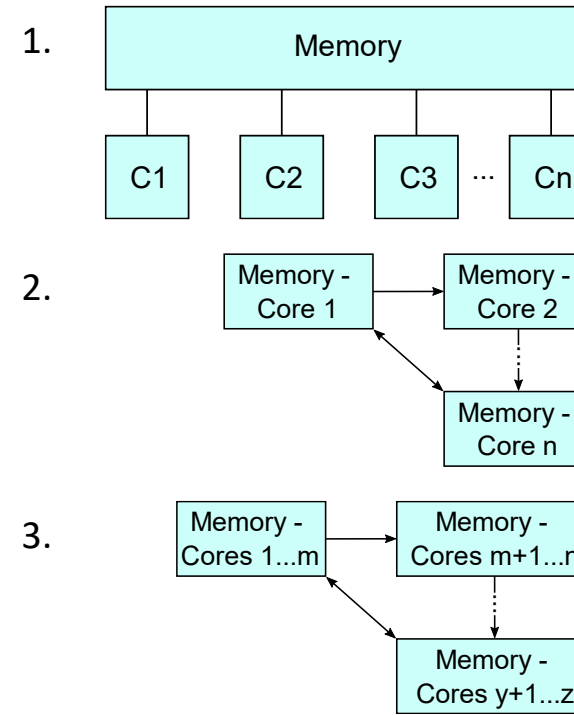 1.
Memory
C1 C2 C3 ... Cn
2.
Memory -
Core 1
Memory -
Core 2
Memory -
Core n
3.
Memory -
Cores 1...m
Memory -
Cores m+1...n
Memory -
Cores y+1...z